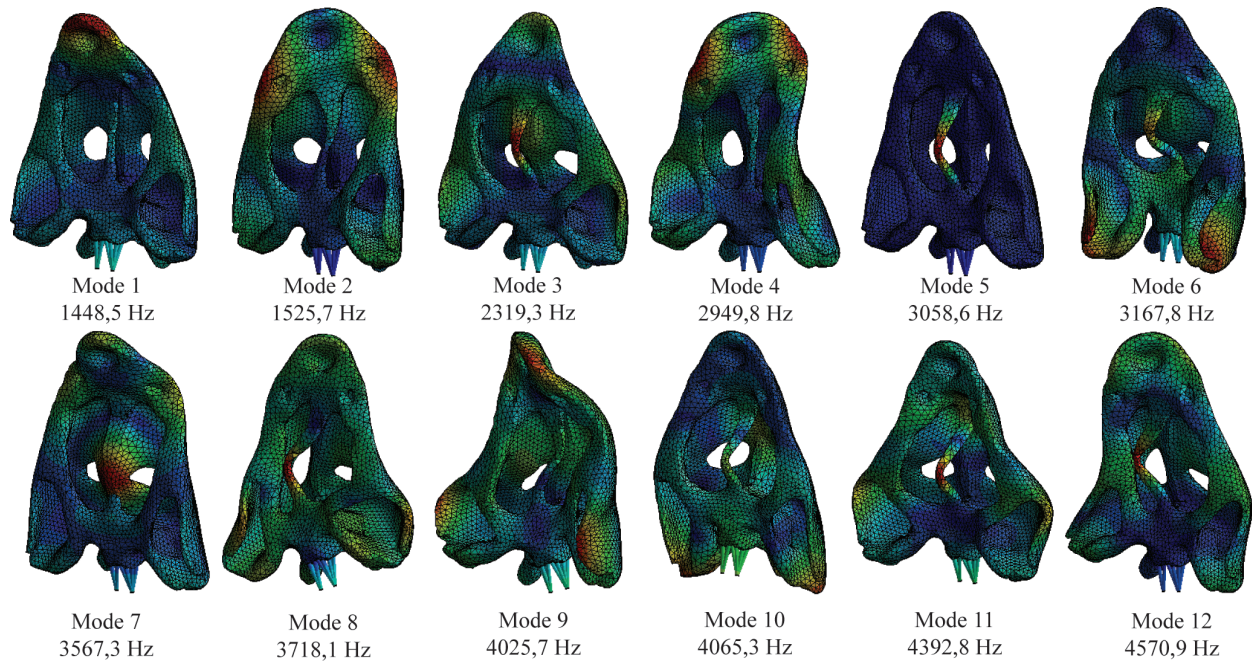 Mode 1
1448,5 Hz
Mode 2
1525,7 Hz
Mode 3
2319,3 Hz
Mode 4
2949,8 Hz
Mode 5
3058,6 Hz
Mode 6
3167,8 Hz
Mode 7
3567,3 Hz
Mode 8
3718,1 Hz
Mode 9
4025,7 Hz
Mode 10
4065,3 Hz
Mode 11
4392,8 Hz
Mode 12
4570,9 Hz